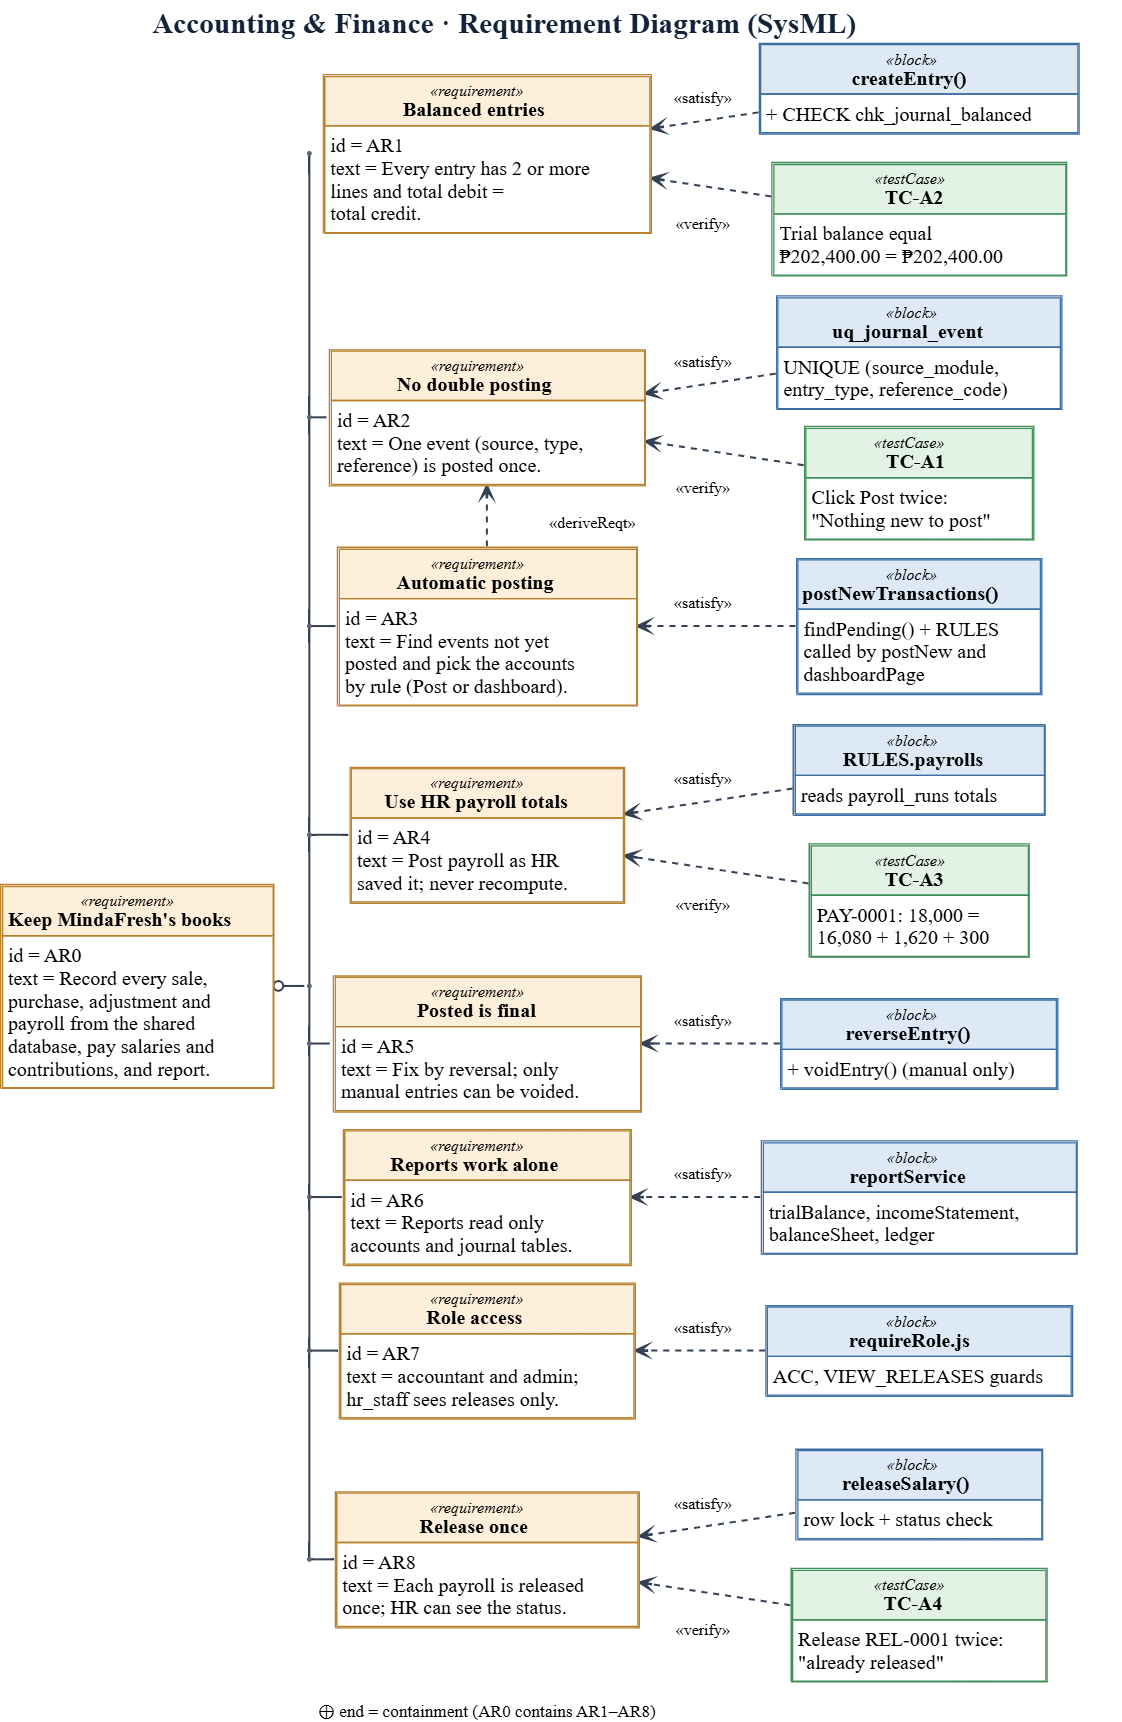 Accounting & Finance · Requirement Diagram (SysML)
«block»
createEntry()
+ CHECK chk_journal_balanced
«requirement»
Balanced entries
id = AR1
text = Every entry has 2 or more
lines and total debit =
total credit.
«satisfy»
«verify»
«testCase»
TC-A2
Trial balance equal
₱202,400.00 = ₱202,400.00
«block»
uq_journal_event
UNIQUE (source_module,
entry_type, reference_code)
«requirement»
No double posting
id = AR2
text = One event (source, type,
reference) is posted once.
«satisfy»
«verify»
«testCase»
TC-A1
Click Post twice:
"Nothing new to post"
«deriveReqt»
«requirement»
Automatic posting
id = AR3
text = Find events not yet
posted and pick the accounts
by rule (Post or dashboard).
«satisfy»
«block»
postNewTransactions()
findPending() + RULES
called by postNew and
dashboardPage
«block»
RULES.payrolls
reads payroll_runs totals
«requirement»
Use HR payroll totals
id = AR4
text = Post payroll as HR
saved it; never recompute.
«satisfy»
«verify»
«testCase»
TC-A3
PAY-0001: 18,000 =
16,080 + 1,620 + 300
«requirement»
Keep MindaFresh's books
id = AR0
text = Record every sale,
purchase, adjustment and
payroll from the shared
database, pay salaries and
contributions, and report.
«requirement»
Posted is final
id = AR5
text = Fix by reversal; only
manual entries can be voided.
«satisfy»
«block»
reverseEntry()
+ voidEntry() (manual only)
«requirement»
Reports work alone
id = AR6
text = Reports read only
accounts and journal tables.
«satisfy»
«block»
reportService
trialBalance, incomeStatement,
balanceSheet, ledger
«requirement»
Role access
id = AR7
text = accountant and admin;
hr_staff sees releases only.
«satisfy»
«block»
requireRole.js
ACC, VIEW_RELEASES guards
«block»
releaseSalary()
row lock + status check
«requirement»
Release once
id = AR8
text = Each payroll is released
once; HR can see the status.
«satisfy»
«verify»
«testCase»
TC-A4
Release REL-0001 twice:
"already released"
⨁ end = containment (AR0 contains AR1–AR8)